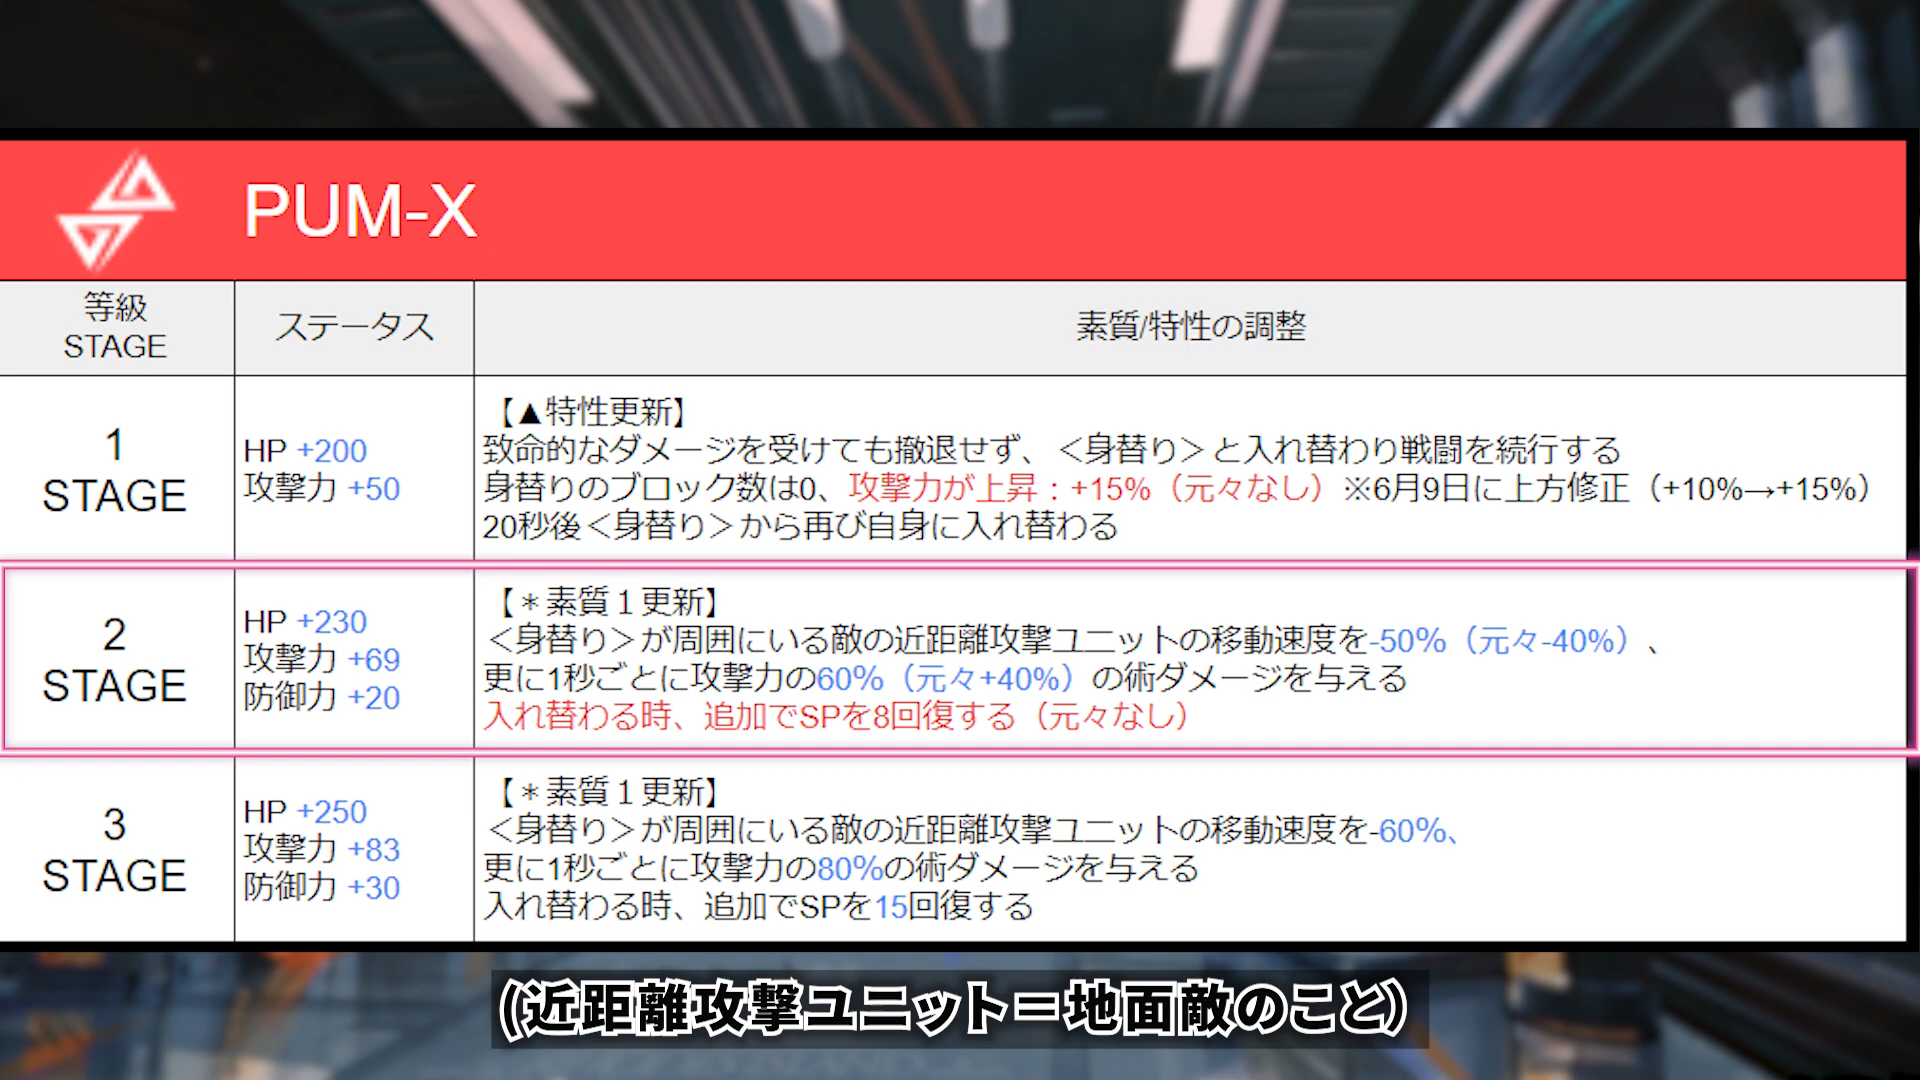 PUM-X
等級
STAGE
ステータス
素質/特性の調整
1
STAGE
HP +200
攻撃力 +50
【▲特性更新】
致命的なダメージを受けても撤退せず、＜身替り＞と入れ替わり戦闘を続行する
身替りのブロック数は0、攻撃力が上昇：+15%（元々なし）※6月9日に上方修正（+10%→+15%）
20秒後＜身替り＞から再び自身に入れ替わる
2
STAGE
HP +230
攻撃力 +69
防御力 +20
【＊素質１更新】
＜身替り＞が周囲にいる敵の近距離攻撃ユニットの移動速度を-50%（元々-40%）、
更に1秒ごとに攻撃力の60%（元々+40%）の術ダメージを与える
入れ替わる時、追加でSPを8回復する（元々なし）
3
STAGE
HP +250
攻撃力 +83
防御力 +30
【＊素質１更新】
＜身替り＞が周囲にいる敵の近距離攻撃ユニットの移動速度を-60%、
更に1秒ごとに攻撃力の80%の術ダメージを与える
入れ替わる時、追加でSPを15回復する
(近距離攻撃ユニット＝地面敵のこと)